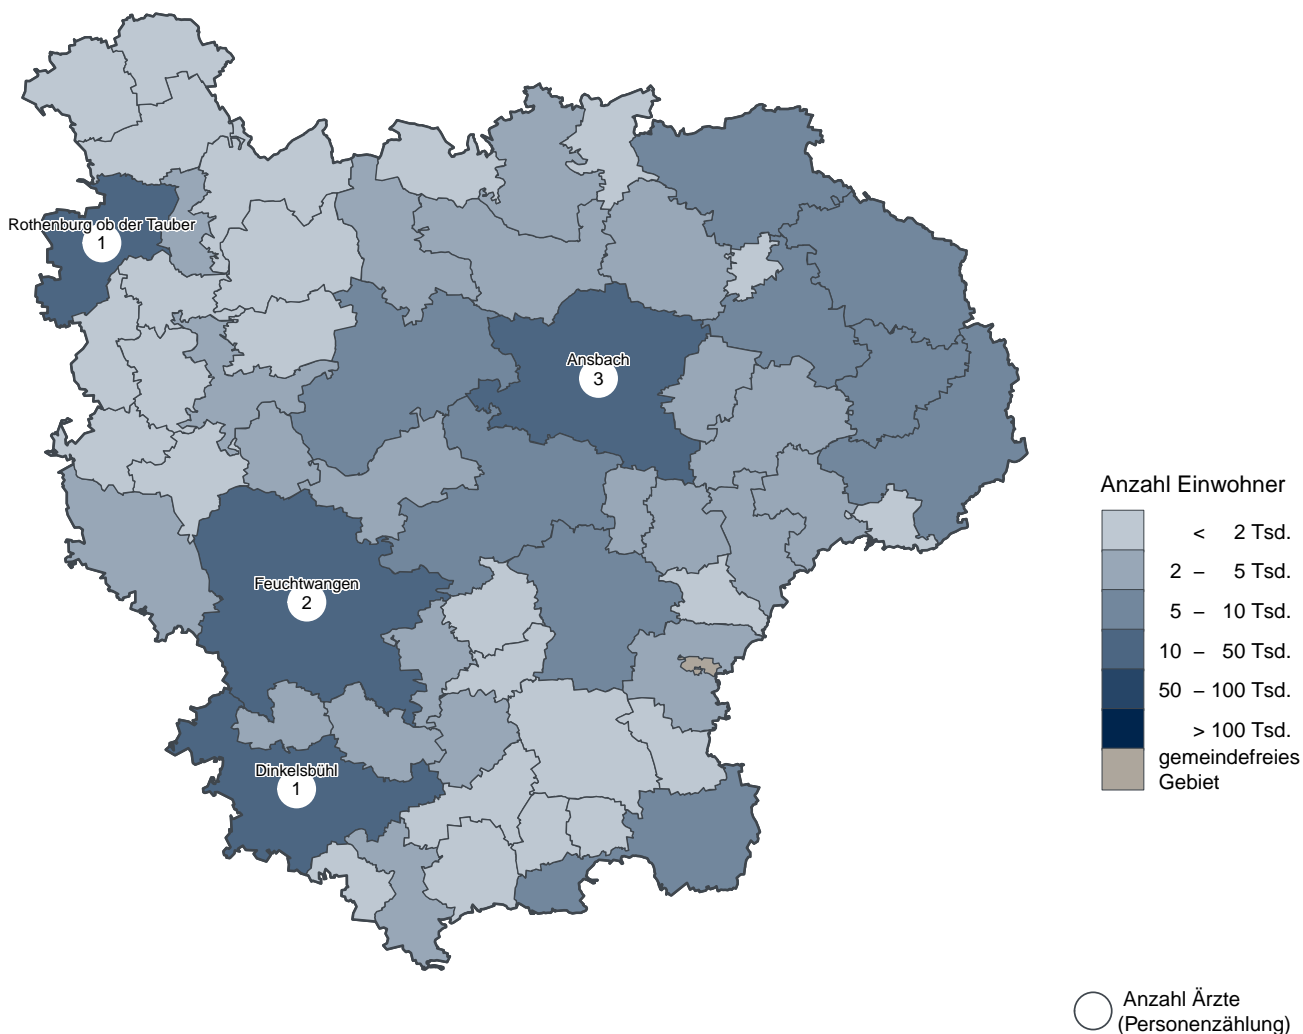 Rothenburg ob der Tauber
1
Ansbach
3
Feuchtwangen
2
Dinkelsbühl
1
Anzahl Einwohner
< 2 Tsd.
2 – 5 Tsd.
5 – 10 Tsd.
10 – 50 Tsd.
50 – 100 Tsd.
> 100 Tsd.
gemeindefreies
Gebiet
Anzahl Ärzte
(Personenzählung)